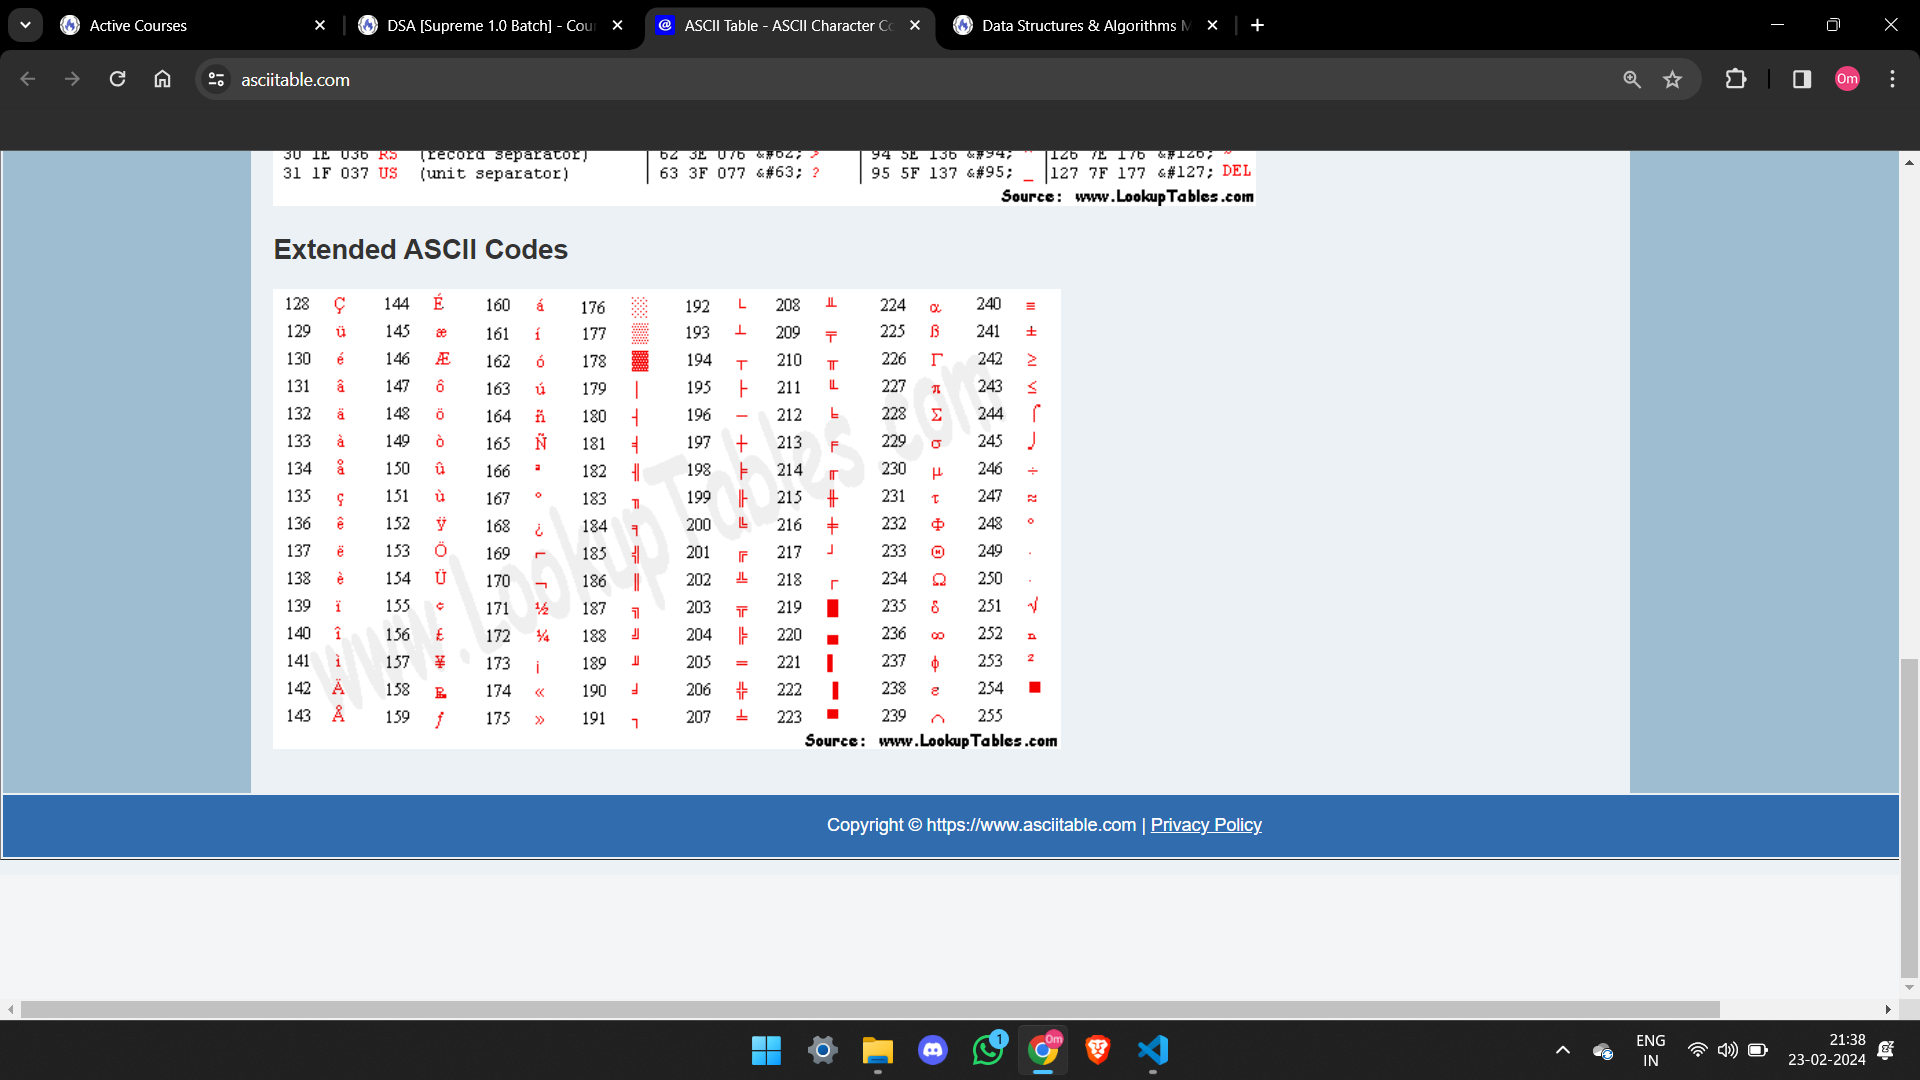 Active Courses
DSA [Supreme 1.0 Batch] - Cou
ASCII Table - ASCII Character Co
Data Structures & Algorithms M
asciitable.com
Om
30 1E 036 RS (record separator) 62 3E 076 &#62; > 94 5E 136 &#94; ^ 126 7E 176 &#126; ~
31 1F 037 US (unit separator) 63 3F 077 &#63; ? 95 5F 137 &#95; _ 127 7F 177 &#127; DEL
Source: www.LookupTables.com
Extended ASCII Codes
128 Ç 144 É 160 á 176 ░ 192 └ 208 ╨ 224 α 240 ≡
129 ü 145 æ 161 í 177 ▒ 193 ┴ 209 ╤ 225 ß 241 ±
130 é 146 Æ 162 ó 178 ▓ 194 ┬ 210 ╥ 226 Γ 242 ≥
131 â 147 ô 163 ú 179 │ 195 ├ 211 ╙ 227 π 243 ≤
132 ä 148 ö 164 ñ 180 ┤ 196 ─ 212 ╘ 228 Σ 244 ⌠
133 à 149 ò 165 Ñ 181 ╡ 197 ┼ 213 ╒ 229 σ 245 ⌡
134 å 150 û 166 ª 182 ╢ 198 ╞ 214 ╓ 230 µ 246 ÷
135 ç 151 ù 167 º 183 ╖ 199 ╟ 215 ╫ 231 τ 247 ≈
136 ê 152 ÿ 168 ¿ 184 ╕ 200 ╚ 216 ╪ 232 Φ 248 °
137 ë 153 Ö 169 ⌐ 185 ╣ 201 ╔ 217 ┘ 233 Θ 249 ∙
138 è 154 Ü 170 ¬ 186 ║ 202 ╩ 218 ┌ 234 Ω 250 ·
139 ï 155 ¢ 171 ½ 187 ╗ 203 ╦ 219 █ 235 δ 251 √
140 î 156 £ 172 ¼ 188 ╝ 204 ╠ 220 ▄ 236 ∞ 252 ⁿ
141 ì 157 ¥ 173 ¡ 189 ╜ 205 ═ 221 ▌ 237 φ 253 ²
142 Ä 158 ₧ 174 « 190 ╛ 206 ╬ 222 ▐ 238 ε 254 ■
143 Å 159 ƒ 175 » 191 ┐ 207 ╧ 223 ▀ 239 ∩ 255
www.LookupTables.com
Source: www.LookupTables.com
Copyright © https://www.asciitable.com | Privacy Policy
1
Om
ENG
IN
21:38
23-02-2024